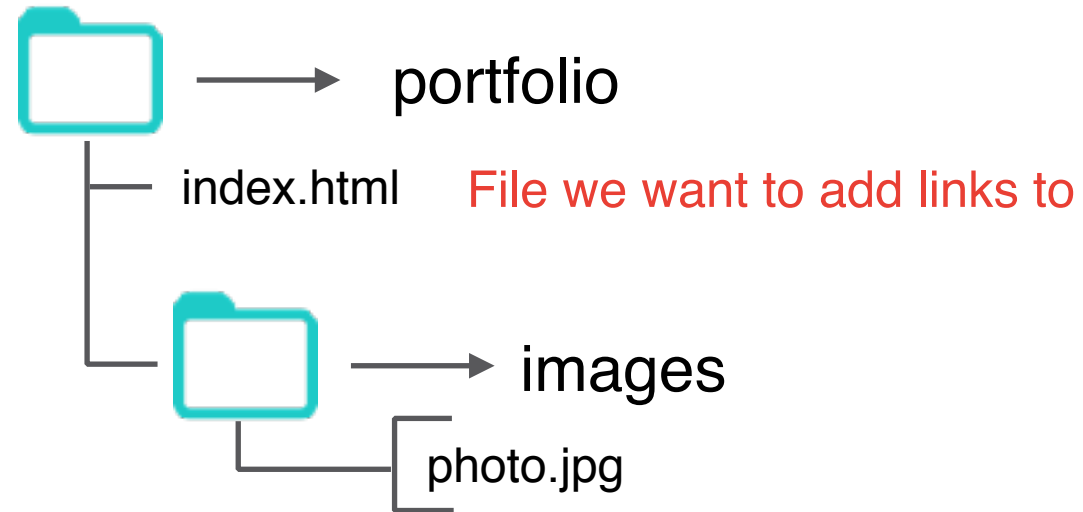 portfolio
index.html File we want to add links to
images
photo.jpg